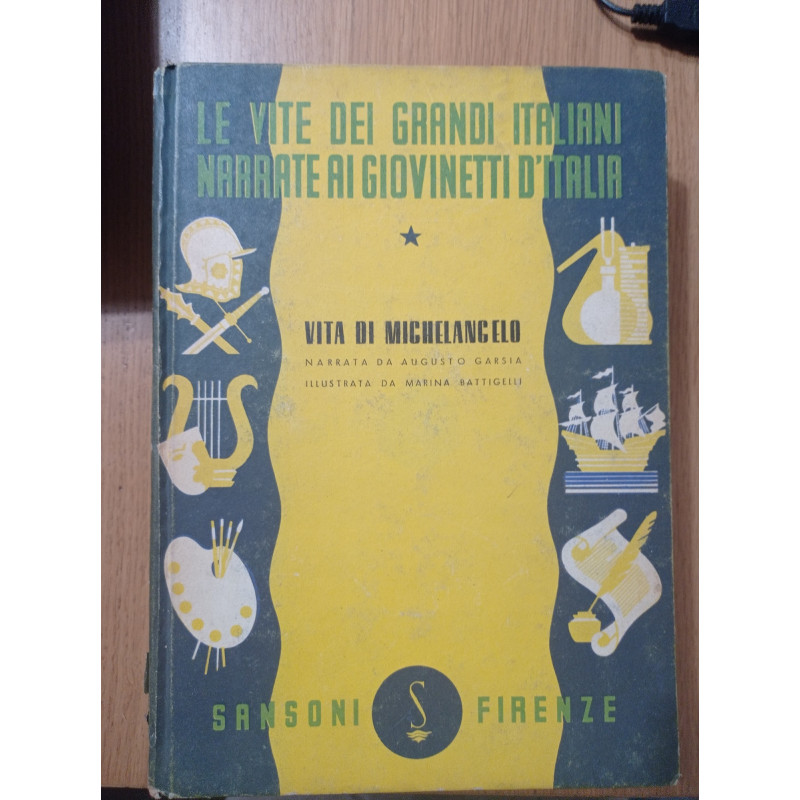 LE VITE DEI GRANDI ITALIANI
NARRATE AI GIOVINETTI D'ITALIA
VITA DI MICHELANGELO
NARRATA DA AUGUSTO GARSIA
ILLUSTRATA DA MARINA BATTIGELLI
SANSONI S FIRENZE